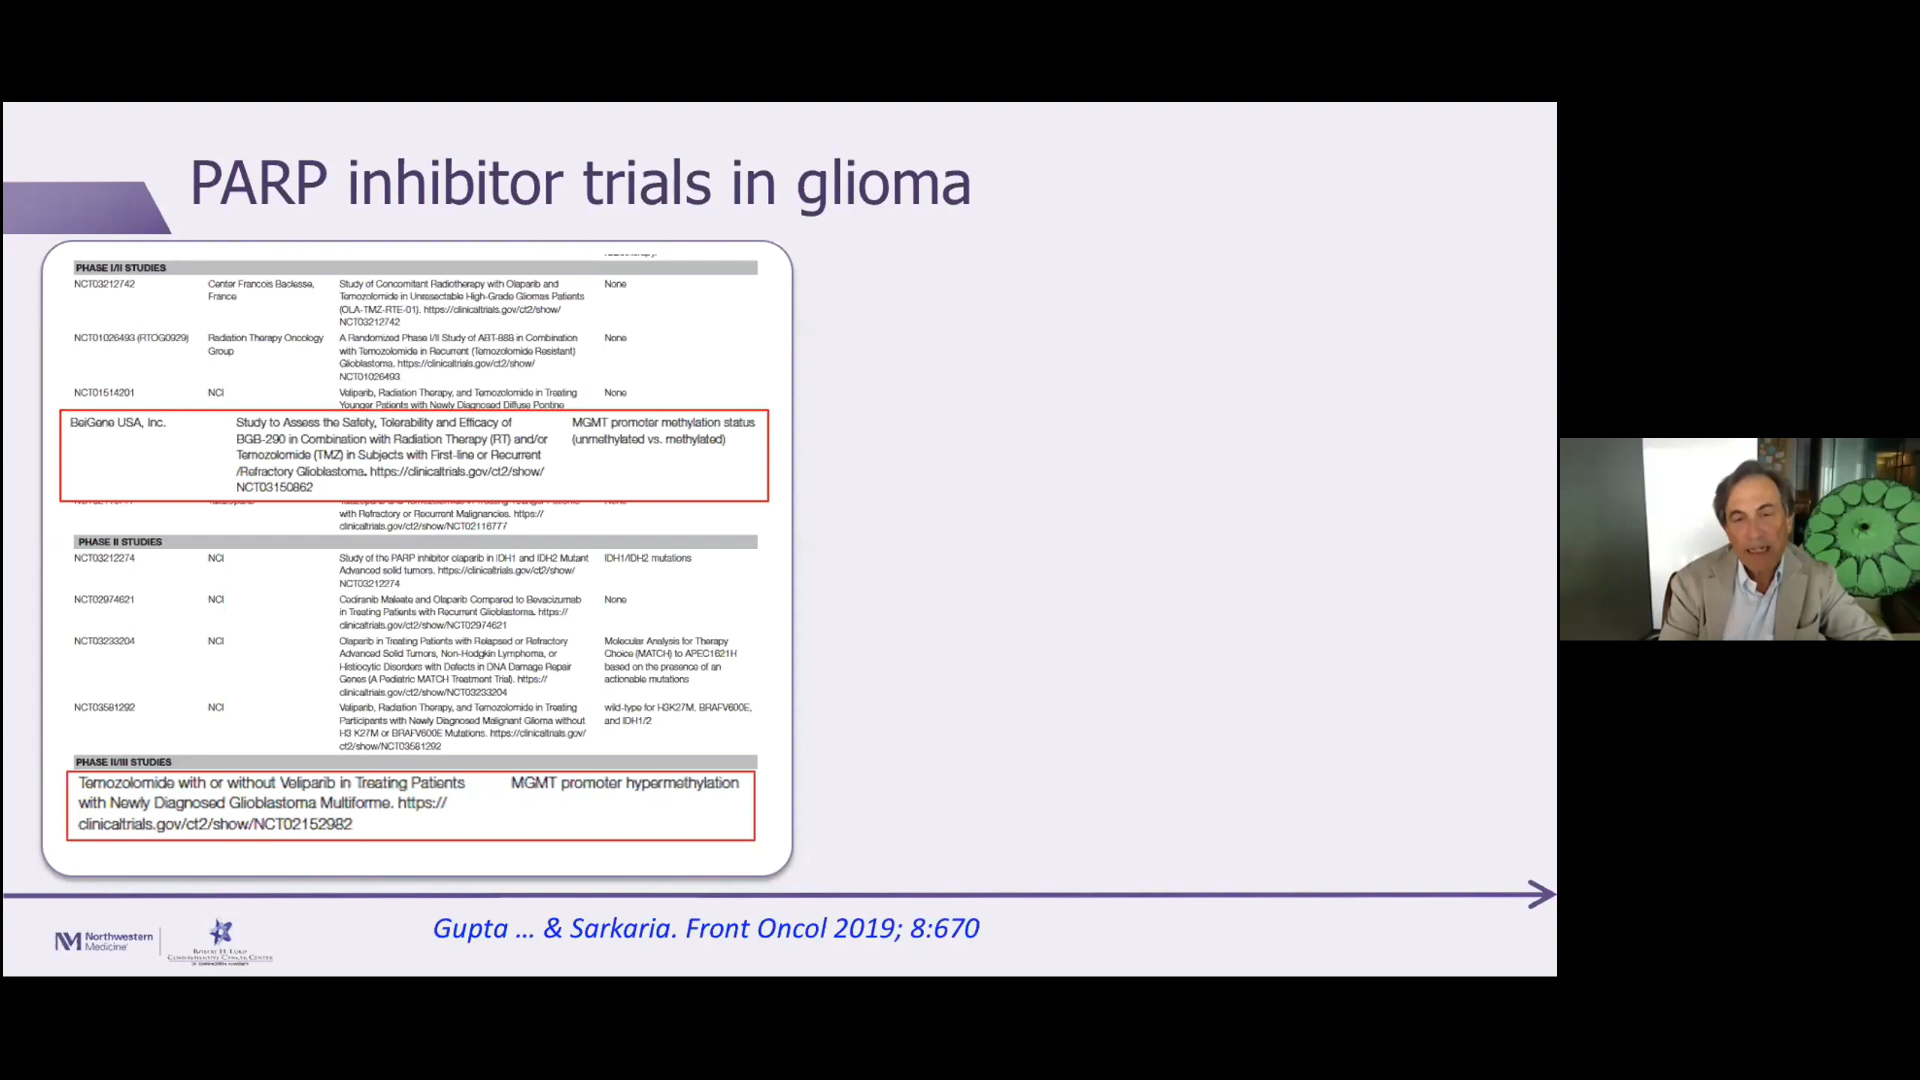 PARP inhibitor trials in glioma
PHASE I/II STUDIES
NCT03212742
Center Francois Baclesse,
France
Study of Concomitant Radiotherapy with Olaparib and
Temozolomide in Unresectable High-Grade Gliomas Patients
(OLA-TMZ-RTE-01). https://clinicaltrials.gov/ct2/show/
NCT03212742
None
NCT01026493 (RTOG0929)
Radiation Therapy Oncology
Group
A Randomized Phase I/II Study of ABT-888 in Combination
with Temozolomide in Recurrent (Temozolomide Resistant)
Glioblastoma. https://clinicaltrials.gov/ct2/show/
NCT01026493
None
NCT01514201
NCI
Veliparib, Radiation Therapy, and Temozolomide in Treating
Younger Patients with Newly Diagnosed Diffuse Pontine
None
BeiGene USA, Inc.
Study to Assess the Safety, Tolerability and Efficacy of
BGB-290 in Combination with Radiation Therapy (RT) and/or
Temozolomide (TMZ) in Subjects with First-line or Recurrent
/Refractory Glioblastoma. https://clinicaltrials.gov/ct2/show/
NCT03150862
MGMT promoter methylation status
(unmethylated vs. methylated)
with Refractory or Recurrent Malignancies. https://
clinicaltrials.gov/ct2/show/NCT02116777
PHASE II STUDIES
NCT03212274
NCI
Study of the PARP inhibitor olaparib in IDH1 and IDH2 Mutant
Advanced solid tumors. https://clinicaltrials.gov/ct2/show/
NCT03212274
IDH1/IDH2 mutations
NCT02974621
NCI
Cediranib Maleate and Olaparib Compared to Bevacizumab
in Treating Patients with Recurrent Glioblastoma. https://
clinicaltrials.gov/ct2/show/NCT02974621
None
NCT03233204
NCI
Olaparib in Treating Patients with Relapsed or Refractory
Advanced Solid Tumors, Non-Hodgkin Lymphoma, or
Histiocytic Disorders with Defects in DNA Damage Repair
Genes (A Pediatric MATCH Treatment Trial). https://
clinicaltrials.gov/ct2/show/NCT03233204
Molecular Analysis for Therapy
Choice (MATCH) to APEC1621H
based on the presence of an
actionable mutations
NCT03581292
NCI
Veliparib, Radiation Therapy, and Temozolomide in Treating
Participants with Newly Diagnosed Malignant Glioma without
H3 K27M or BRAFV600E Mutations. https://clinicaltrials.gov/
ct2/show/NCT03581292
wild-type for H3K27M, BRAFV600E,
and IDH1/2
PHASE II/III STUDIES
Temozolomide with or without Veliparib in Treating Patients
with Newly Diagnosed Glioblastoma Multiforme. https://
clinicaltrials.gov/ct2/show/NCT02152982
MGMT promoter hypermethylation
Gupta ... & Sarkaria. Front Oncol 2019; 8:670
NM Northwestern
Medicine
ROBERT H. LURIE
COMPREHENSIVE CANCER CENTER
OF NORTHWESTERN UNIVERSITY